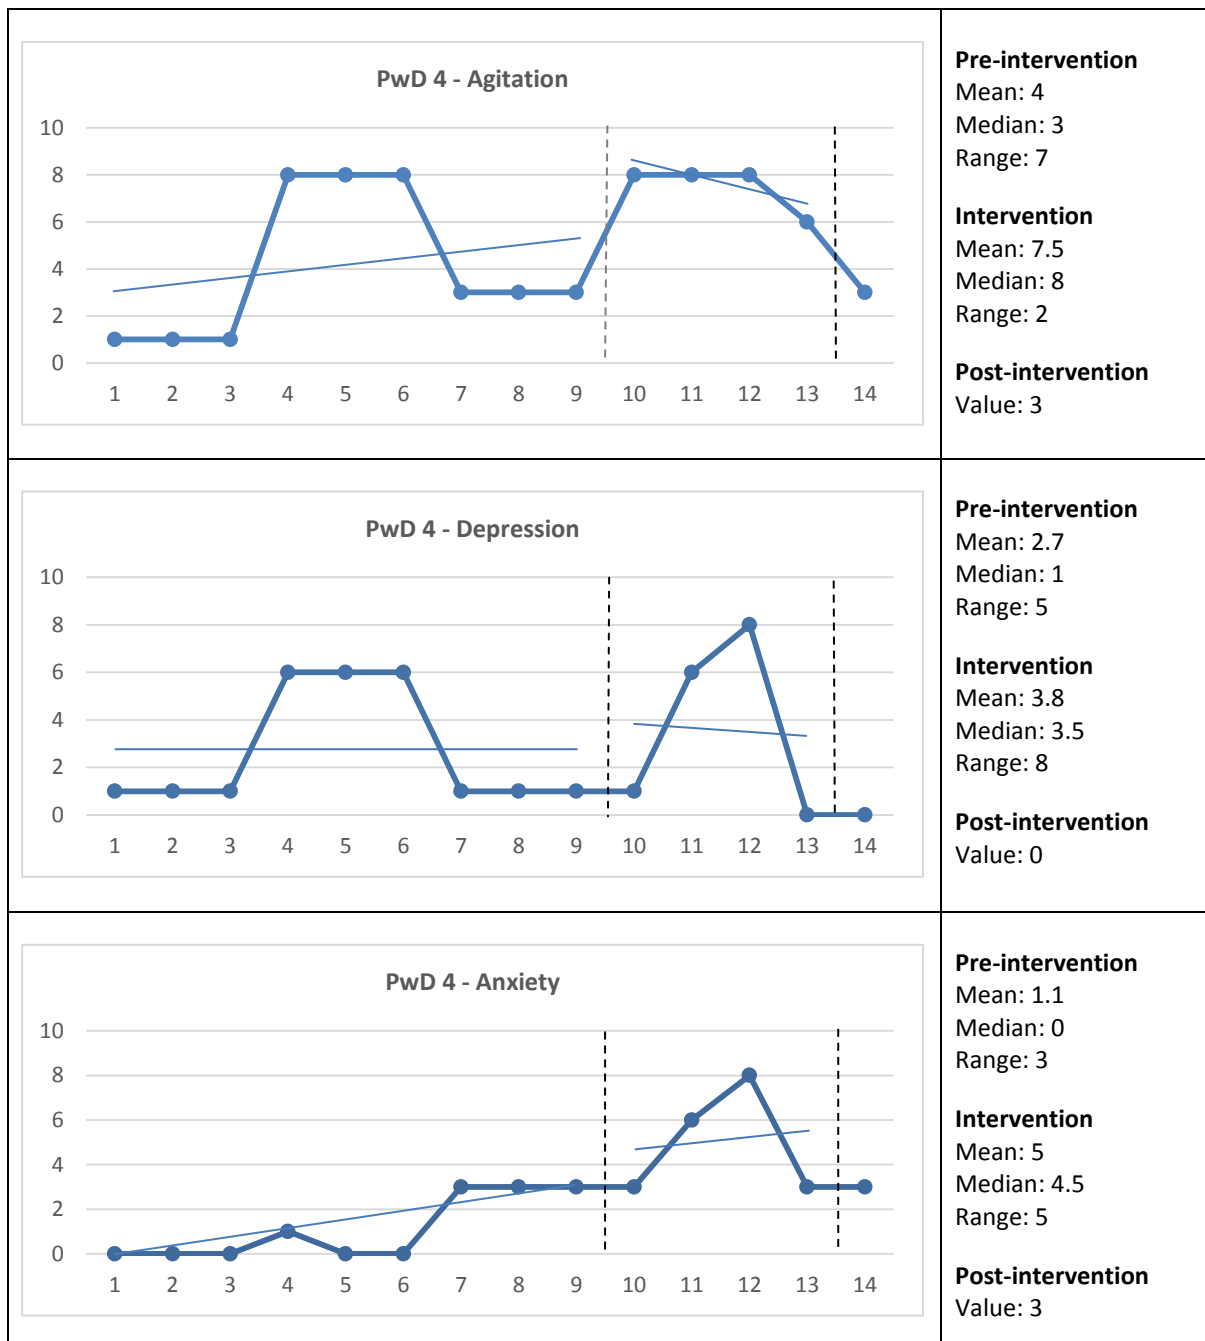 PwD 4 - Agitation
10
8
6
4
2
0
1 2 3 4 5 6 7 8 9 10 11 12 13 14
Pre-intervention
Mean: 4
Median: 3
Range: 7
Intervention
Mean: 7.5
Median: 8
Range: 2
Post-intervention
Value: 3
PwD 4 - Depression
10
8
6
4
2
0
1 2 3 4 5 6 7 8 9 10 11 12 13 14
Pre-intervention
Mean: 2.7
Median: 1
Range: 5
Intervention
Mean: 3.8
Median: 3.5
Range: 8
Post-intervention
Value: 0
PwD 4 - Anxiety
10
8
6
4
2
0
1 2 3 4 5 6 7 8 9 10 11 12 13 14
Pre-intervention
Mean: 1.1
Median: 0
Range: 3
Intervention
Mean: 5
Median: 4.5
Range: 5
Post-intervention
Value: 3